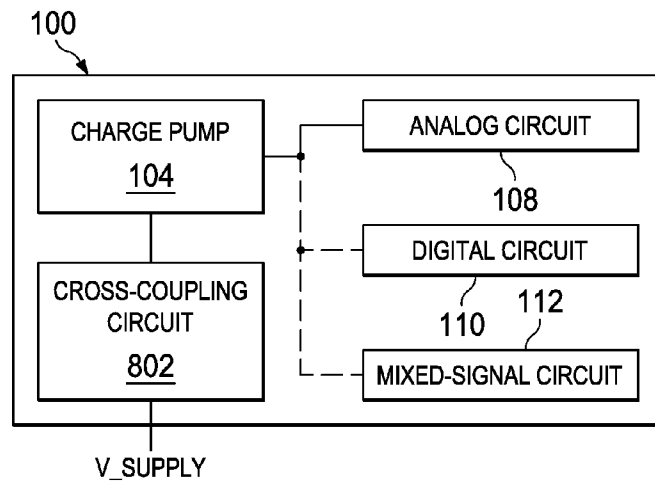 100
CHARGE PUMP
104
ANALOG CIRCUIT
108
CROSS-COUPLING
CIRCUIT
802
DIGITAL CIRCUIT
110
112
MIXED-SIGNAL CIRCUIT
V_SUPPLY